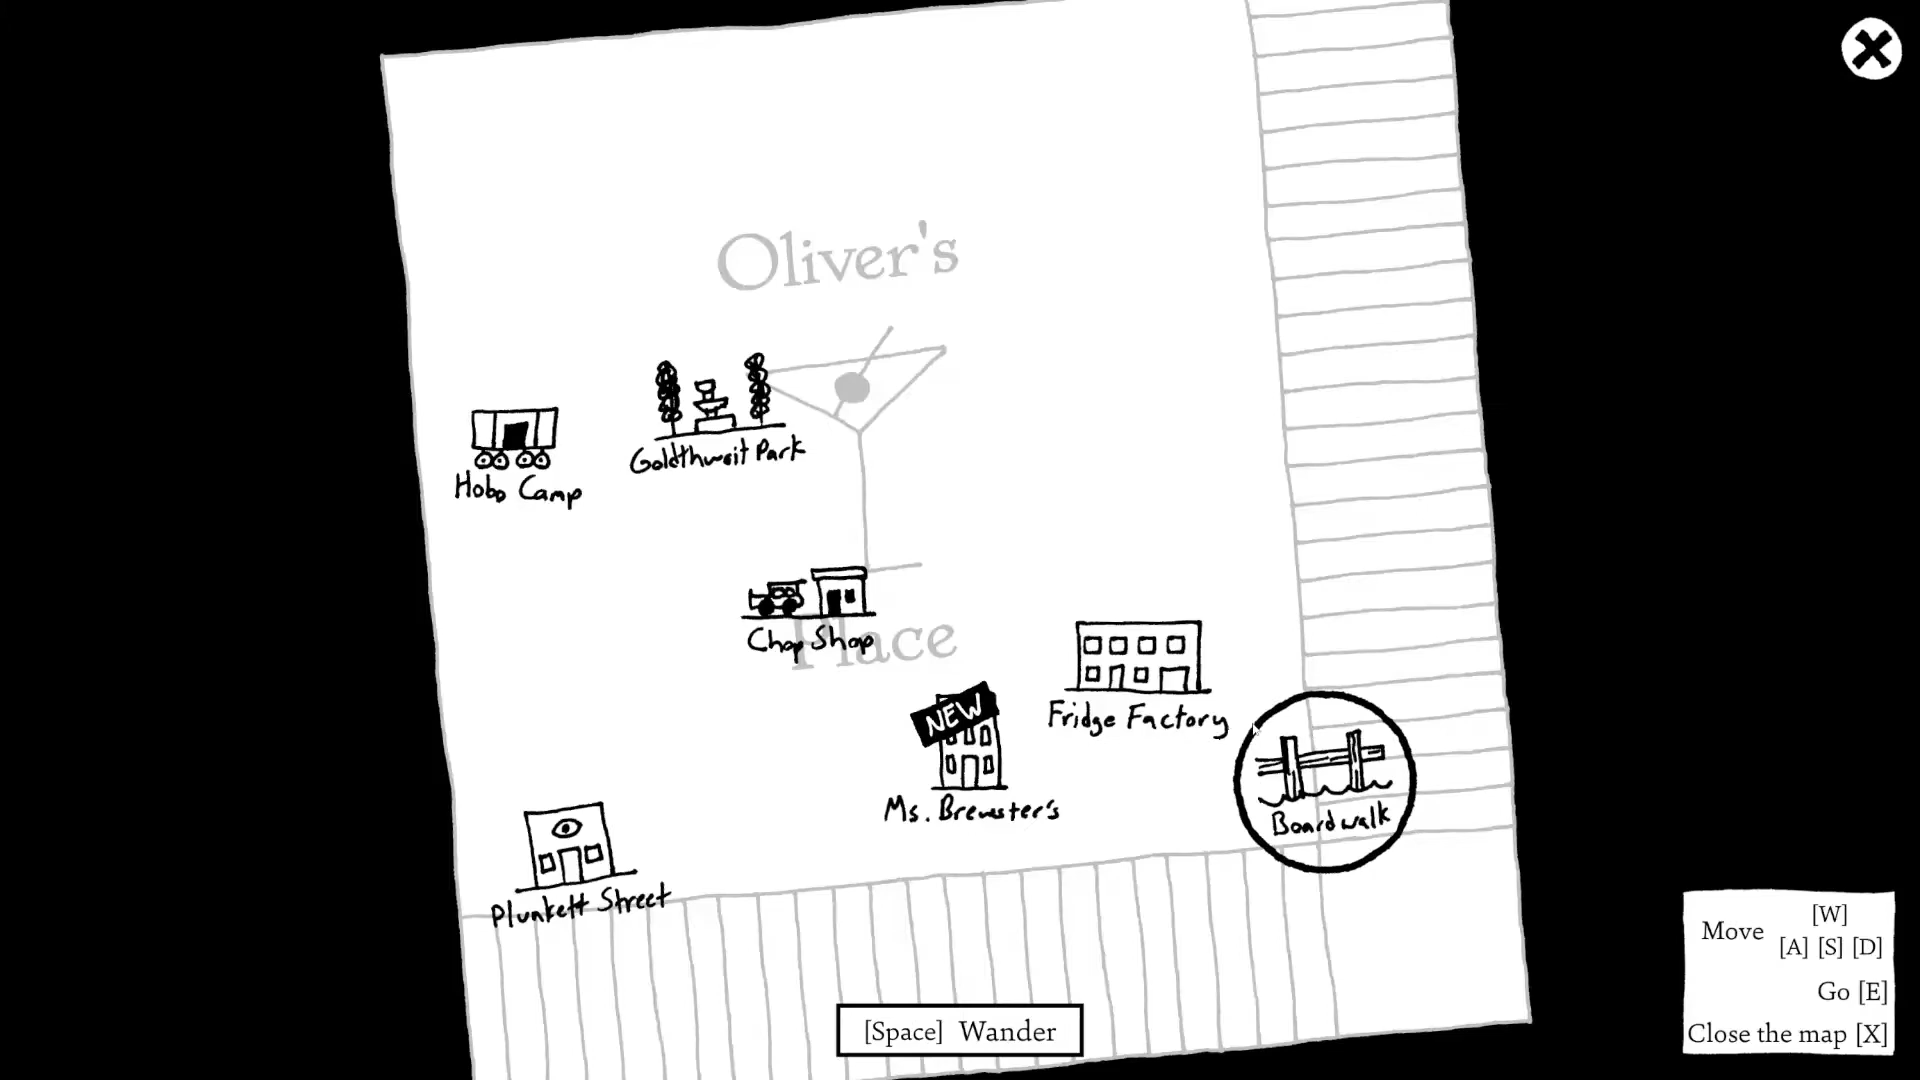 Oliver's
Place
Goldthwait Park
Hobo Camp
Chop Shop
Fridge Factory
NEW
Ms. Brewster's
Boardwalk
Plunkett Street
[Space] Wander
Move [W]
[A] [S] [D]
Go [E]
Close the map [X]